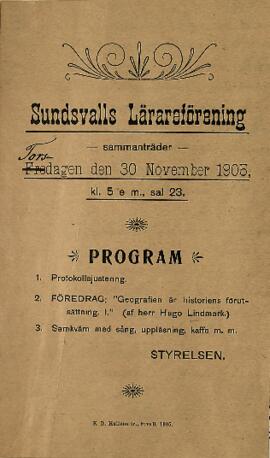 Sundsvalls Lärareförening
— sammanträder —
Tors-
Fredagen den 30 November 1905,
kl. 5 e m., sal 23.
PROGRAM
1. Protokollsjustering.
2. FÖREDRAG; "Geografien är historiens förut-
sättning. I." (af herr Hugo Lindmark.)
3. Samkväm med sång, uppläsning, kaffe m. m.
STYRELSEN.
1905.